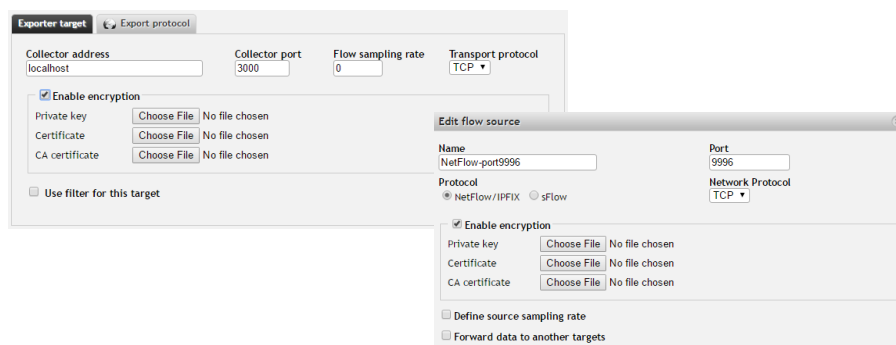 Exporter target Export protocol
Collector address Collector port Flow sampling rate Transport protocol
localhost 3000 0 TCP
Enable encryption
Private key Choose File No file chosen
Certificate Choose File No file chosen
CA certificate Choose File No file chosen
Use filter for this target
Edit flow source
Name Port
NetFlow-port9996 9996
Protocol Network Protocol
NetFlow/IPFIX sFlow TCP
Enable encryption
Private key Choose File No file chosen
Certificate Choose File No file chosen
CA certificate Choose File No file chosen
Define source sampling rate
Forward data to another targets